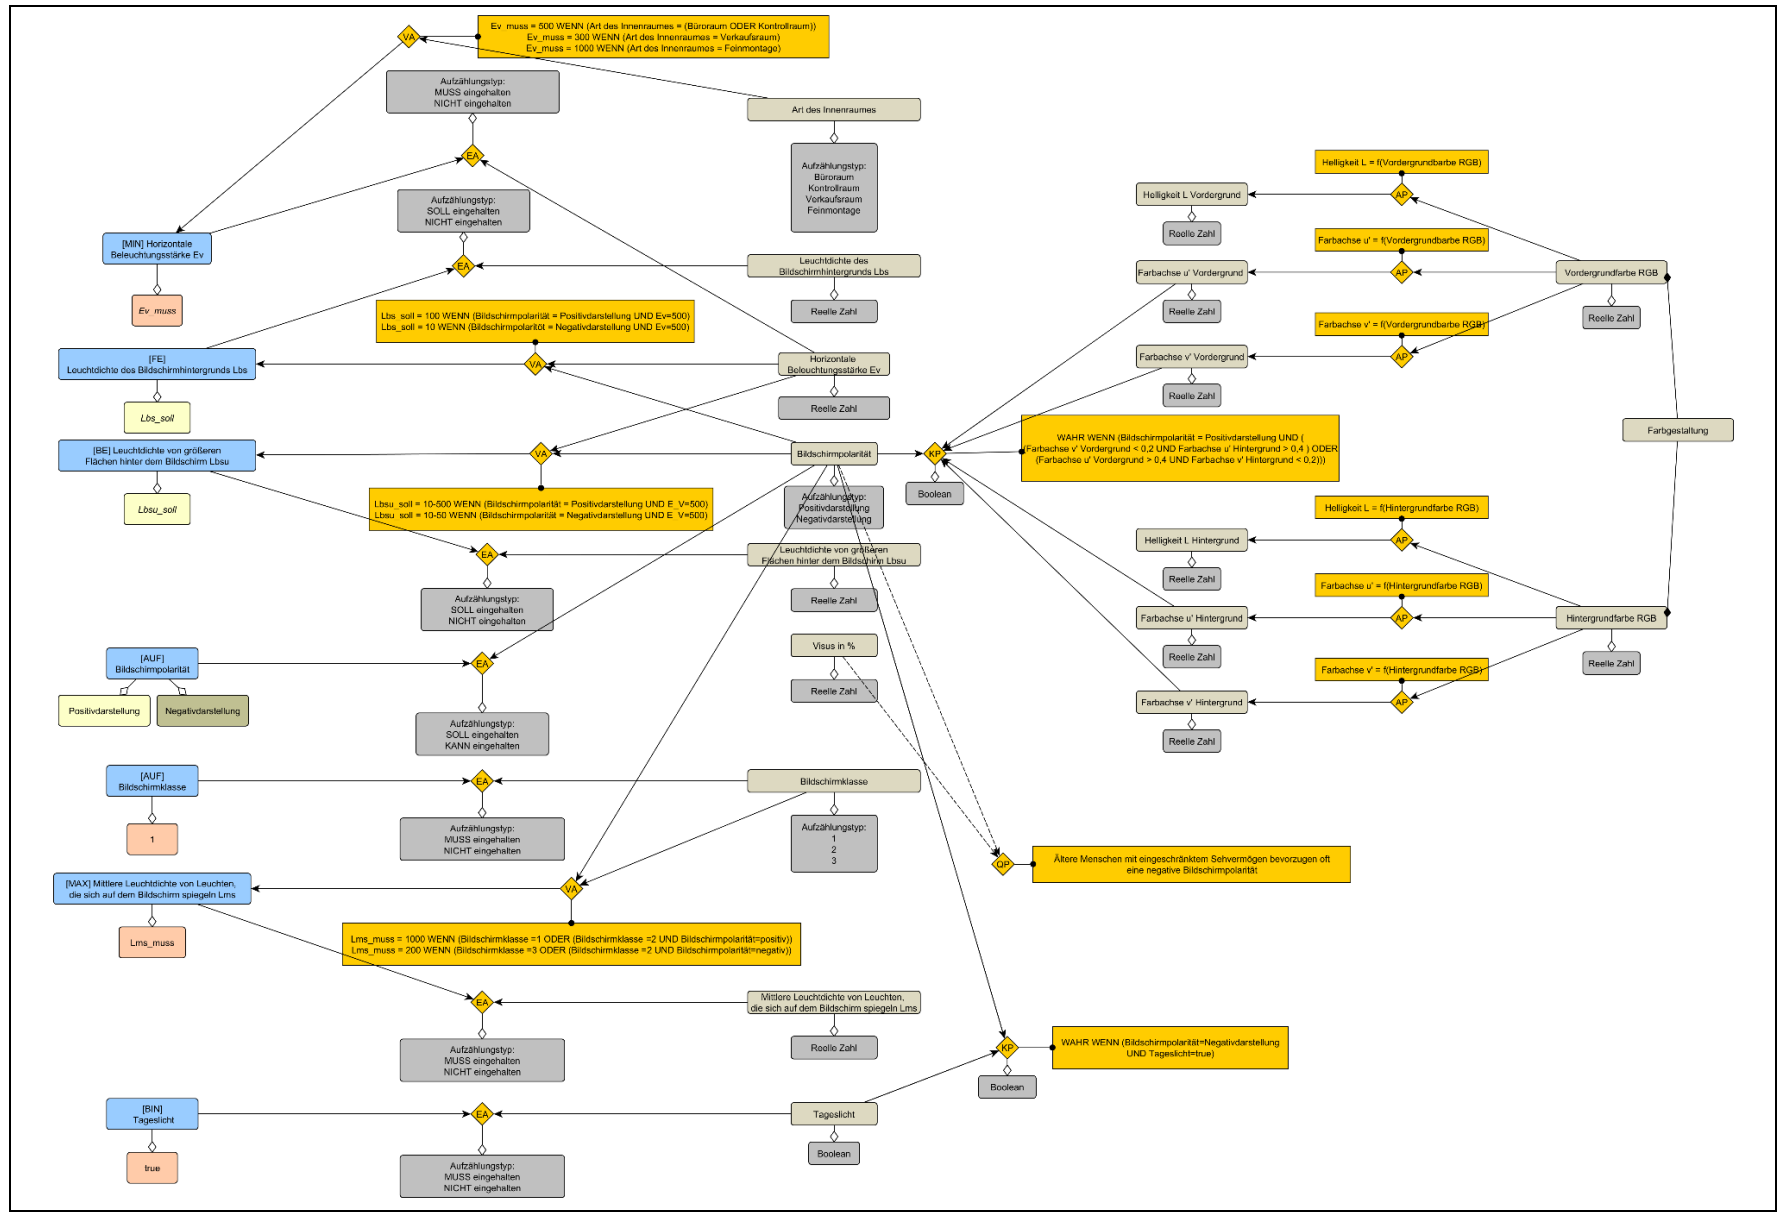 Ev_muss = 500 WENN (Art des Innenraumes = (Büroraum ODER Kontrollraum))
Ev_muss = 300 WENN (Art des Innenraumes = Verkaufsraum)
Ev_muss = 1000 WENN (Art des Innenraumes = Feinmontage)
VA
Aufzählungstyp:
MUSS eingehalten
NICHT eingehalten
EA
Art des Innenraumes
Aufzählungstyp:
Büroraum
Kontrollraum
Verkaufsraum
Feinmontage
Aufzählungstyp:
SOLL eingehalten
NICHT eingehalten
EA
[MIN] Horizontale
Beleuchtungsstärke Ev
Ev_muss
Leuchtdichte des
Bildschirmhintergrunds Lbs
Reelle Zahl
Lbs_soll = 100 WENN (Bildschirmpolarität = Positivdarstellung UND Ev=500)
Lbs_soll = 10 WENN (Bildschirmpolaritöt = Negativdarstellung UND Ev=500)
VA
[FE]
Leuchtdichte des Bildschirmhintergrunds Lbs
Lbs_soll
Horizontale
Beleuchtungsstärke Ev
Reelle Zahl
[BE] Leuchtdichte von größeren
Flächen hinter dem Bildschirm Lbsu
Lbsu_soll
VA
Lbsu_soll = 10-500 WENN (Bildschirmpolarität = Positivdarstellung UND E_V=500)
Lbsu_soll = 10-50 WENN (Bildschirmpolarität = Negativdarstellung UND E_V=500)
Bildschirmpolarität
Aufzählungstyp:
Positivdarstellung
Negativdarstellung
EA
Aufzählungstyp:
SOLL eingehalten
NICHT eingehalten
Leuchtdichte von größeren
Flächen hinter dem Bildschirm Lbsu
Reelle Zahl
Visus in %
Reelle Zahl
[AUF]
Bildschirmpolarität
Positivdarstellung
Negativdarstellung
EA
Aufzählungstyp:
SOLL eingehalten
KANN eingehalten
[AUF]
Bildschirmklasse
1
EA
Aufzählungstyp:
MUSS eingehalten
NICHT eingehalten
Bildschirmklasse
Aufzählungstyp:
1
2
3
[MAX] Mittlere Leuchtdichte von Leuchten,
die sich auf dem Bildschirm spiegeln Lms
Lms_muss
VA
Lms_muss = 1000 WENN (Bildschirmklasse =1 ODER (Bildschirmklasse =2 UND Bildschirmpolarität=positiv))
Lms_muss = 200 WENN (Bildschirmklasse =3 ODER (Bildschirmklasse =2 UND Bildschirmpolarität=negativ))
EA
Aufzählungstyp:
MUSS eingehalten
NICHT eingehalten
Mittlere Leuchtdichte von Leuchten,
die sich auf dem Bildschirm spiegeln Lms
Reelle Zahl
[BIN]
Tageslicht
true
EA
Aufzählungstyp:
MUSS eingehalten
NICHT eingehalten
Tageslicht
Boolean
KP
Boolean
WAHR WENN (Bildschirmpolarität = Positivdarstellung UND (
(Farbachse v' Vordergrund < 0,2 UND Farbachse u' Hintergrund > 0,4 ) ODER
(Farbachse u' Vordergrund > 0,4 UND Farbachse v' Hintergrund < 0,2)))
Helligkeit L = f(Vordergrundbarbe RGB)
AP
Helligkeit L Vordergrund
Reelle Zahl
Farbachse u' = f(Vordergrundbarbe RGB)
AP
Farbachse u' Vordergrund
Reelle Zahl
Vordergrundfarbe RGB
Reelle Zahl
Farbachse v' = f(Vordergrundbarbe RGB)
AP
Farbachse v' Vordergrund
Reelle Zahl
Farbgestaltung
Helligkeit L = f(Hintergrundfarbe RGB)
AP
Helligkeit L Hintergrund
Reelle Zahl
Farbachse u' = f(Hintergrundfarbe RGB)
AP
Farbachse u' Hintergrund
Reelle Zahl
Hintergrundfarbe RGB
Reelle Zahl
Farbachse v' = f(Hintergrundfarbe RGB)
AP
Farbachse v' Hintergrund
Reelle Zahl
QP
Ältere Menschen mit eingeschränktem Sehvermögen bevorzugen oft
eine negative Bildschirmpolarität
KP
Boolean
WAHR WENN (Bildschirmpolarität=Negativdarstellung
UND Tageslicht=true)